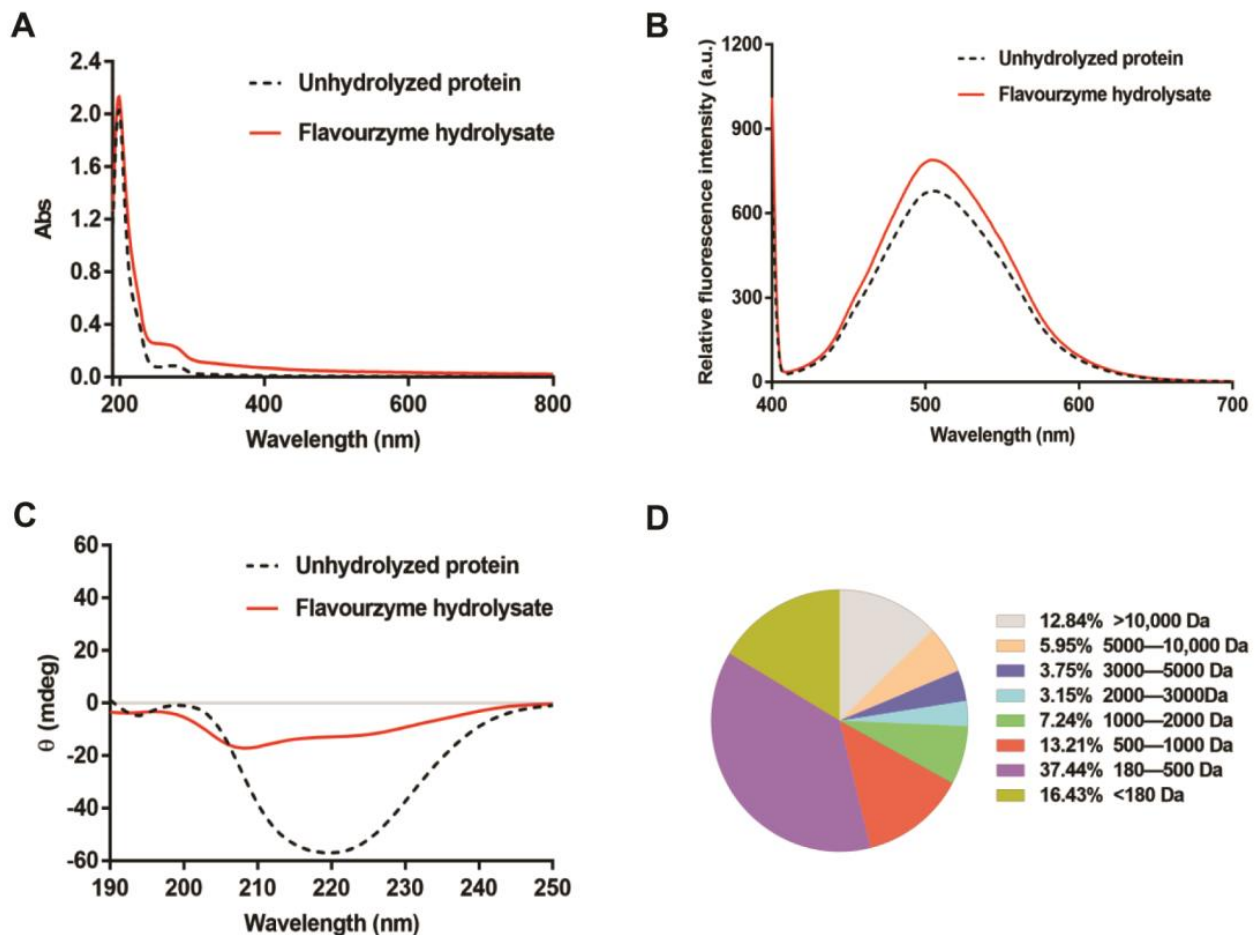 A
2.4
2.0
1.6
1.2
0.8
0.4
0.0
Abs
200 400 600 800
Wavelength (nm)
Unhydrolyzed protein
Flavourzyme hydrolysate
B
1200
900
600
300
0
Relative fluorescence intensity (a.u.)
400 500 600 700
Wavelength (nm)
Unhydrolyzed protein
Flavourzyme hydrolysate
C
60
40
20
0
-20
-40
-60
θ (mdeg)
190 200 210 220 230 240 250
Wavelength (nm)
Unhydrolyzed protein
Flavourzyme hydrolysate
D
12.84% >10,000 Da
5.95% 5000—10,000 Da
3.75% 3000—5000 Da
3.15% 2000—3000Da
7.24% 1000—2000 Da
13.21% 500—1000 Da
37.44% 180—500 Da
16.43% <180 Da